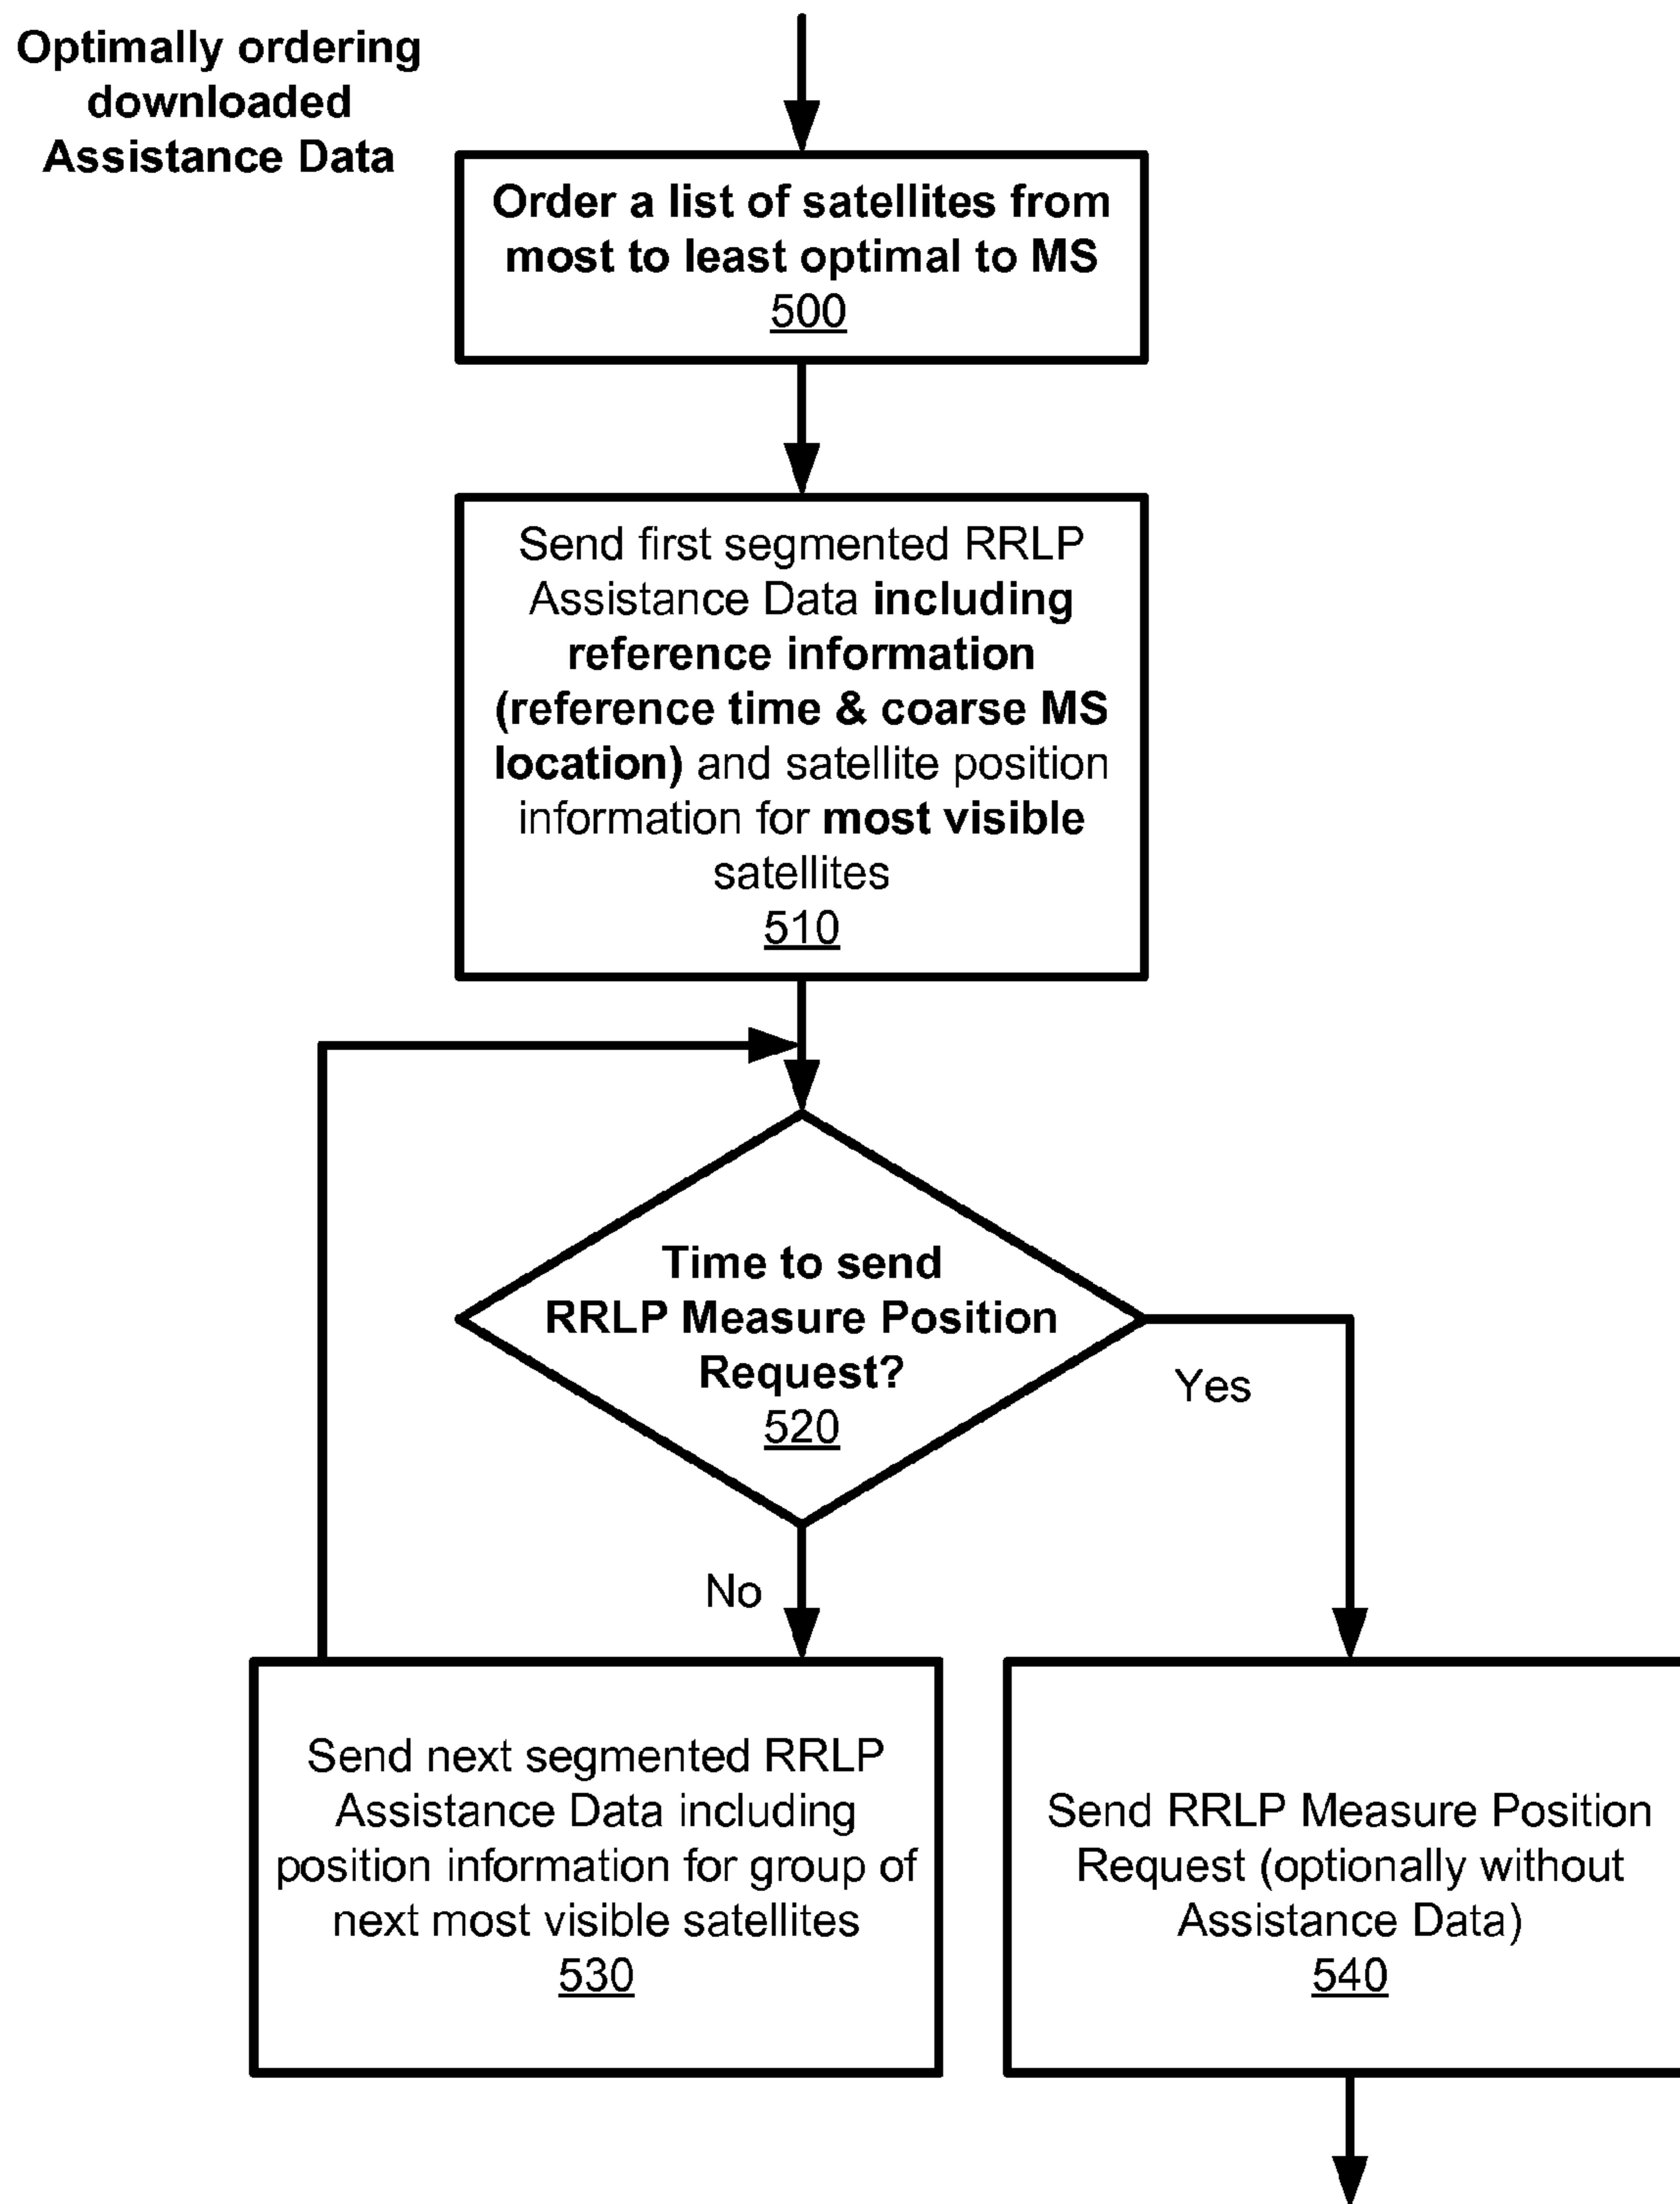 Optimally ordering
downloaded
Assistance Data
Order a list of satellites from
most to least optimal to MS
500
Send first segmented RRLP
Assistance Data including
reference information
(reference time & coarse MS
location) and satellite position
information for most visible
satellites
510
Time to send
RRLP Measure Position
Request?
520
Yes
No
Send next segmented RRLP
Assistance Data including
position information for group of
next most visible satellites
530
Send RRLP Measure Position
Request (optionally without
Assistance Data)
540